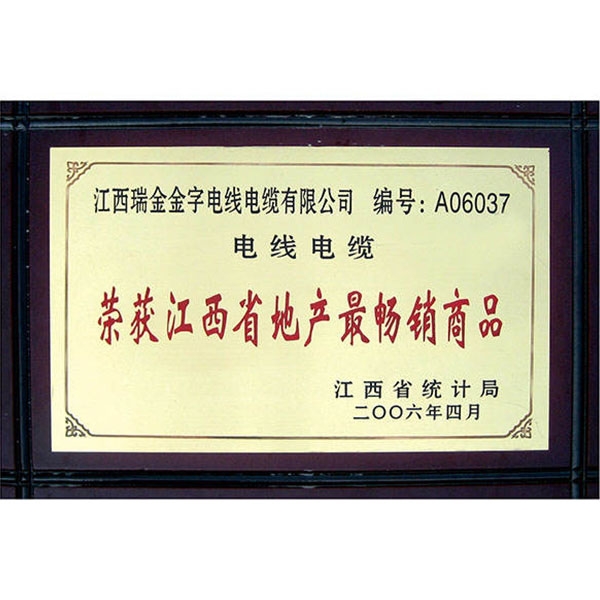 江西瑞金金字电线电缆有限公司 编号: A06037
电线电缆
荣获江西省地产最畅销商品
江西省统计局
二〇〇六年四月